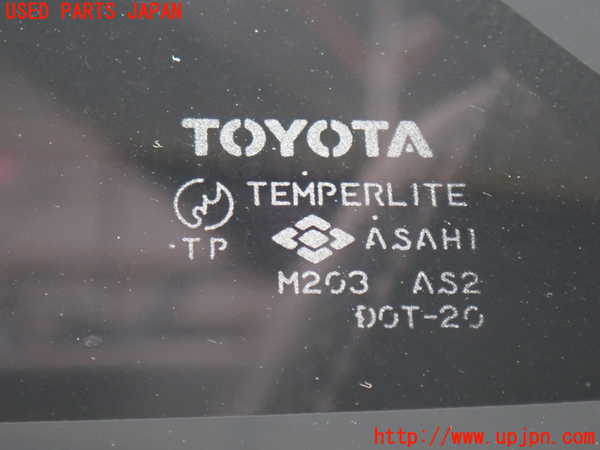 USED PARTS JAPAN
TOYOTA
TEMPERLITE
TP
ASAHI
M203 AS2
DOT-20
http://www.upjpn.com